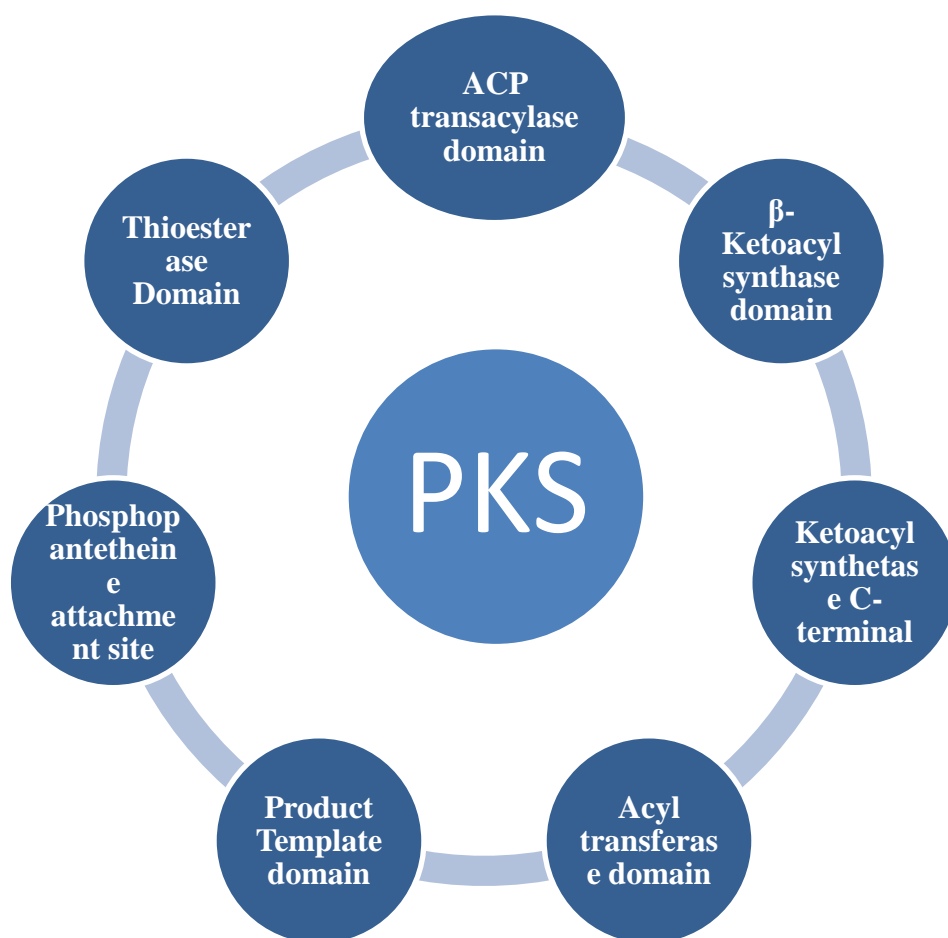 ACP
transacylase
domain
β-
Ketoacyl
synthase
domain
Ketoacyl
synthetas
e C-
terminal
Acyl
transferas
e domain
Product
Template
domain
Phosphop
antethein
e
attachme
nt site
Thioester
ase
Domain
PKS